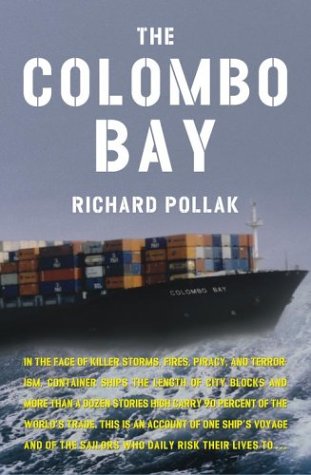 THE
COLOMBO
BAY
RICHARD POLLAK
COLOMBO BAY
IN THE FACE OF KILLER STORMS, FIRES, PIRACY, AND TERROR-
ISM, CONTAINER SHIPS THE LENGTH OF CITY BLOCKS AND
MORE THAN A DOZEN STORIES HIGH CARRY 90 PERCENT OF
THE WORLD'S TRADE. THIS IS AN ACCOUNT OF ONE SHIP'S VOYAGE
AND OF THE SAILORS WHO DAILY RISK THEIR LIVES TO . . .